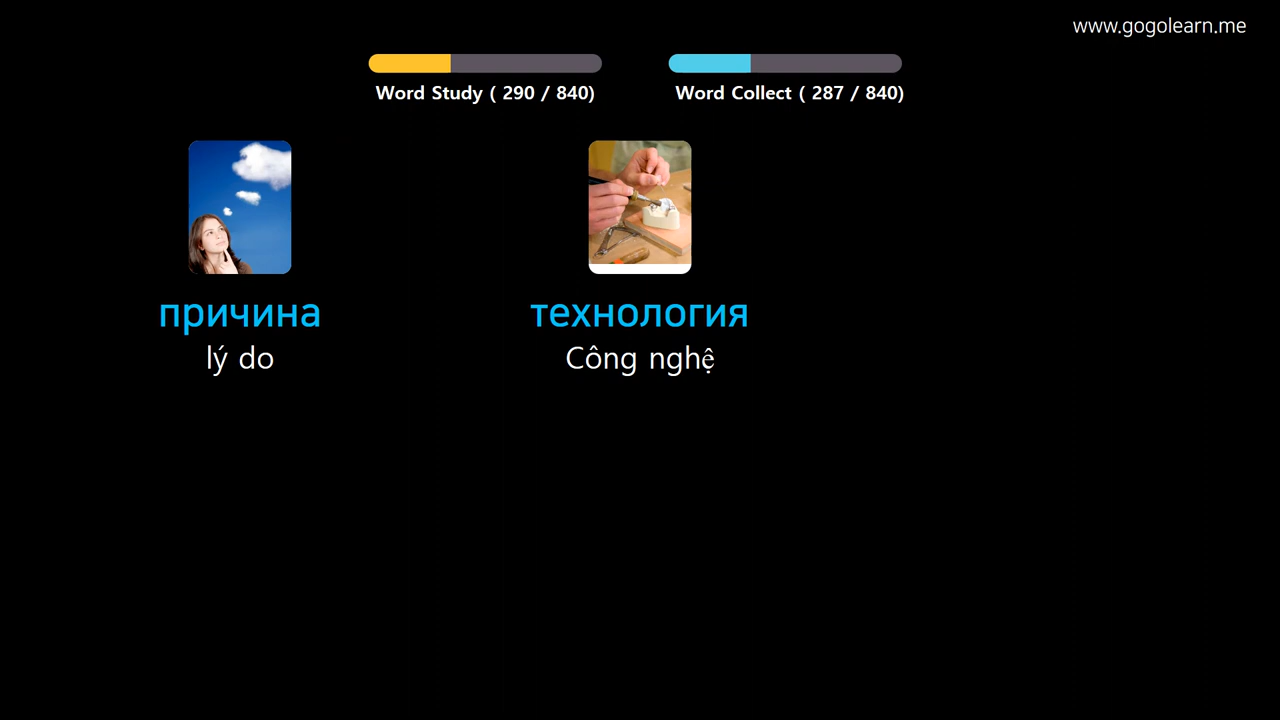 www.gogolearn.me
Word Study ( 290 / 840)
Word Collect ( 287 / 840)
причина
lý do
технология
Công nghệ